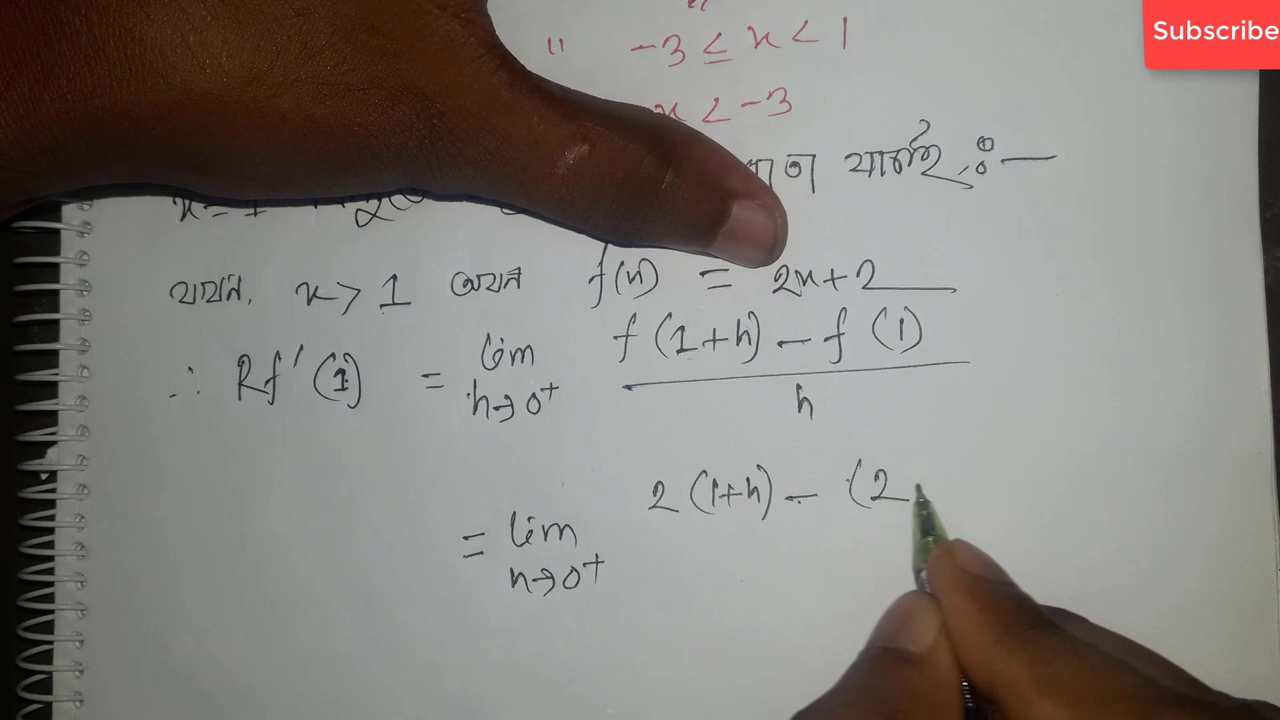 Subscribe
" -3 ≤ x < 1
x < -3
যাচাই :—
যখন, x > 1 তখন f(x) = 2x+2
∴ Rf'(1) = lim h→0+ f(1+h) - f(1) / h
= lim h→0+ 2(1+h) - (2